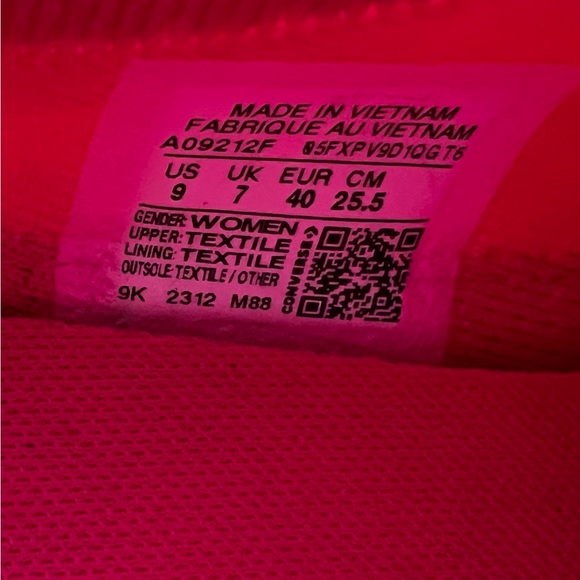 MADE IN VIETNAM
FABRIQUE AU VIETNAM
A09212F 05FXPV9D1QGT6
US UK EUR CM
9 7 40 25.5
GENDER: WOMEN
UPPER: TEXTILE
LINING: TEXTILE
OUTSOLE: TEXTILE / OTHER
CONVERSE
9K 2312 M88